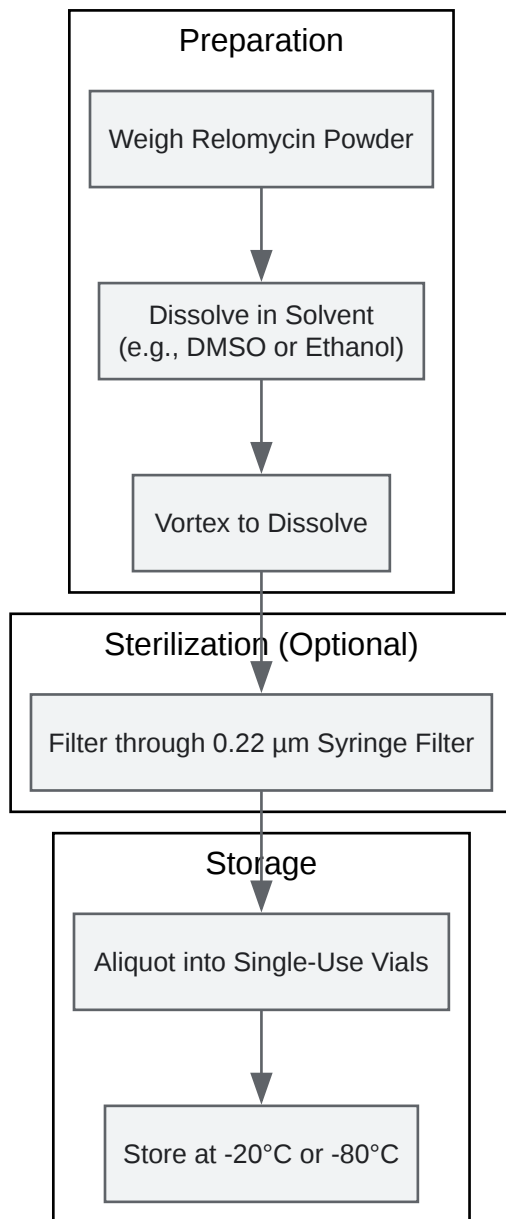 Preparation
Weigh Relomycin Powder
Dissolve in Solvent
(e.g., DMSO or Ethanol)
Vortex to Dissolve
Sterilization (Optional)
Filter through 0.22 µm Syringe Filter
Storage
Aliquot into Single-Use Vials
Store at -20°C or -80°C